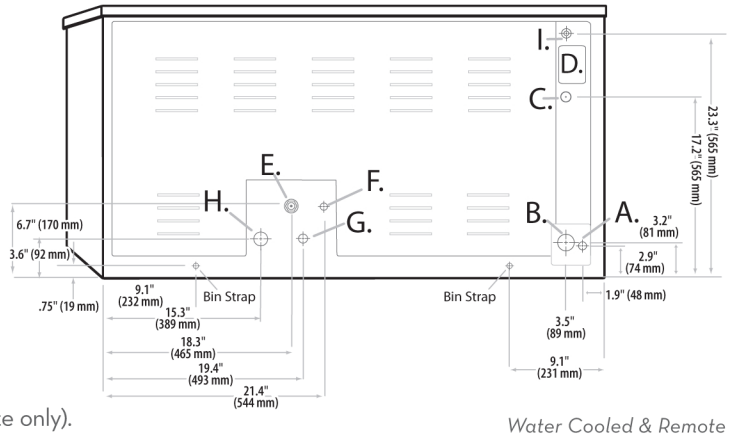 I.
D.
C.
23.3" (565 mm)
17.2" (565 mm)
E.
F.
H.
G.
B.
A.
3.2"
(81 mm)
6.7" (170 mm)
3.6" (92 mm)
2.9"
(74 mm)
.75" (19 mm)
9.1"
(232 mm)
Bin Strap
Bin Strap
1.9" (48 mm)
15.3"
(389 mm)
3.5"
(89 mm)
18.3"
(465 mm)
19.4"
(493 mm)
9.1"
(231 mm)
21.4"
(544 mm)
te only).
Water Cooled & Remote